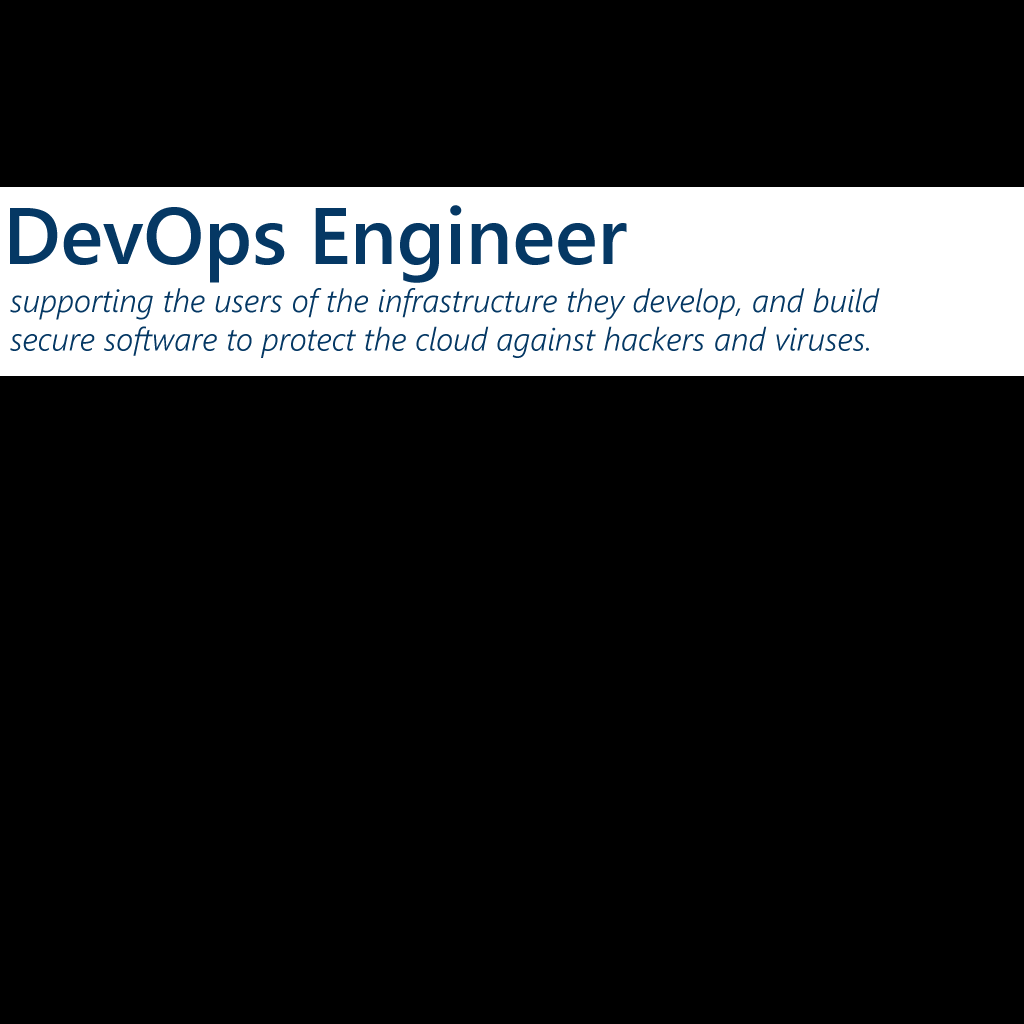 DevOps Engineer
supporting the users of the infrastructure they develop, and build
secure software to protect the cloud against hackers and viruses.